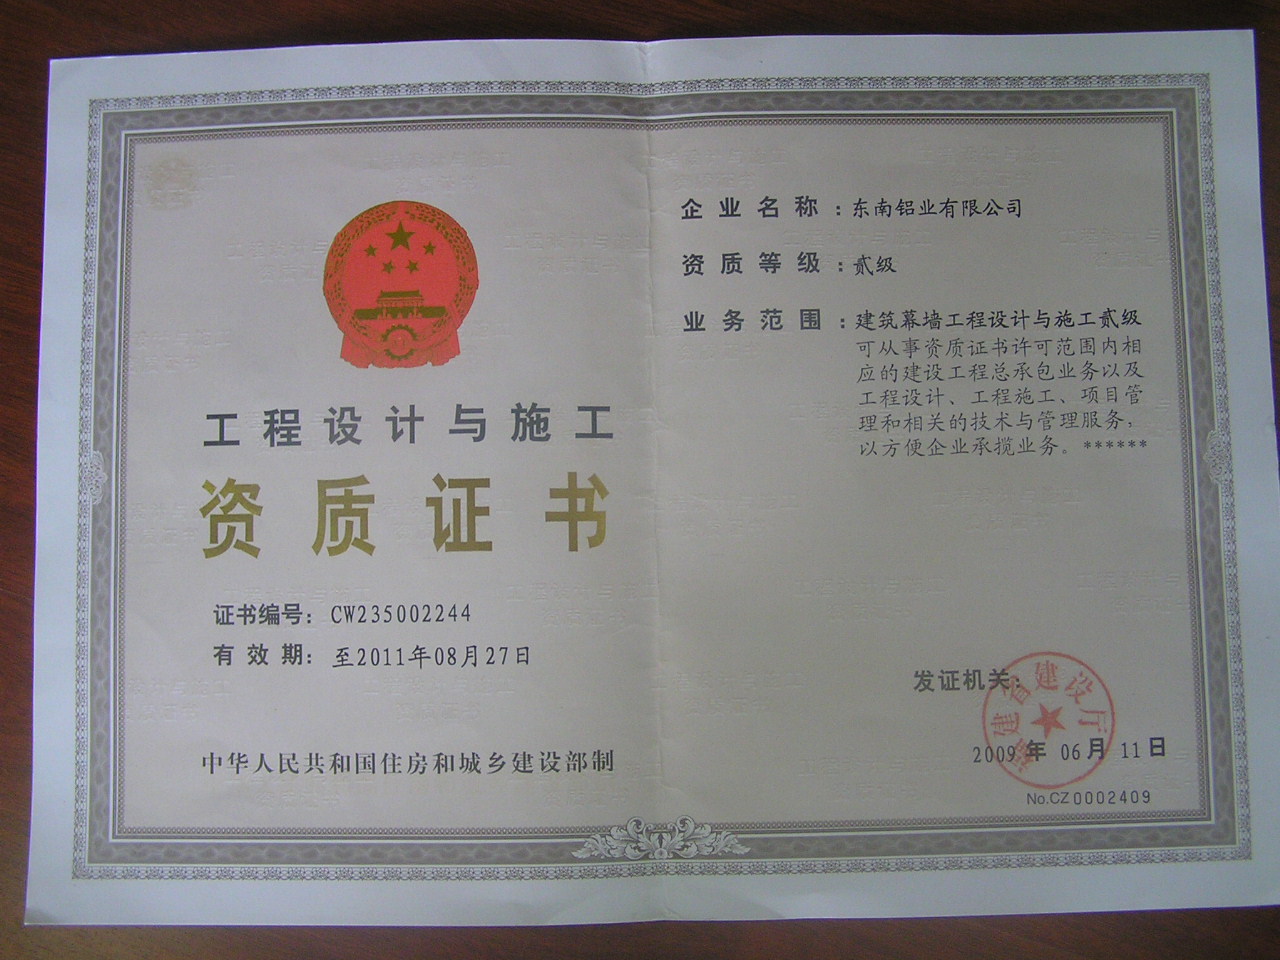 工程设计与施工
资质证书
证书编号：CW235002244
有效期：至2011年08月27日
中华人民共和国住房和城乡建设部制
企业名称：东南铝业有限公司
资质等级：贰级
业务范围：建筑幕墙工程设计与施工贰级
可从事资质证书许可范围内相
应的建设工程总承包业务以及
工程设计、工程施工、项目管
理和相关的技术与管理服务，
以方便企业承揽业务。******
发证机关：
福建省建设厅
2009年06月11日
No.CZ0002409